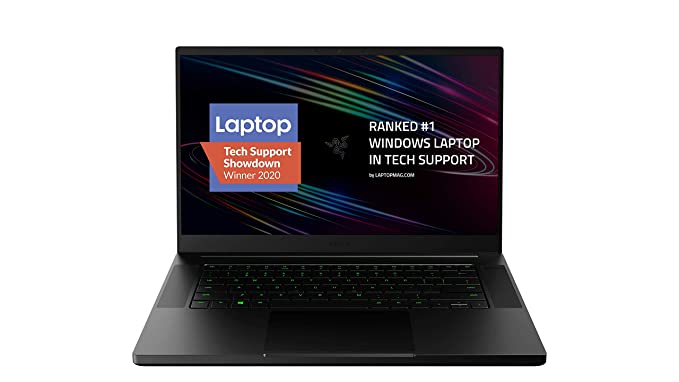 Laptop
Tech Support
Showdown
Winner 2020
RANKED #1
WINDOWS LAPTOP
IN TECH SUPPORT
by LAPTOPMAG.COM